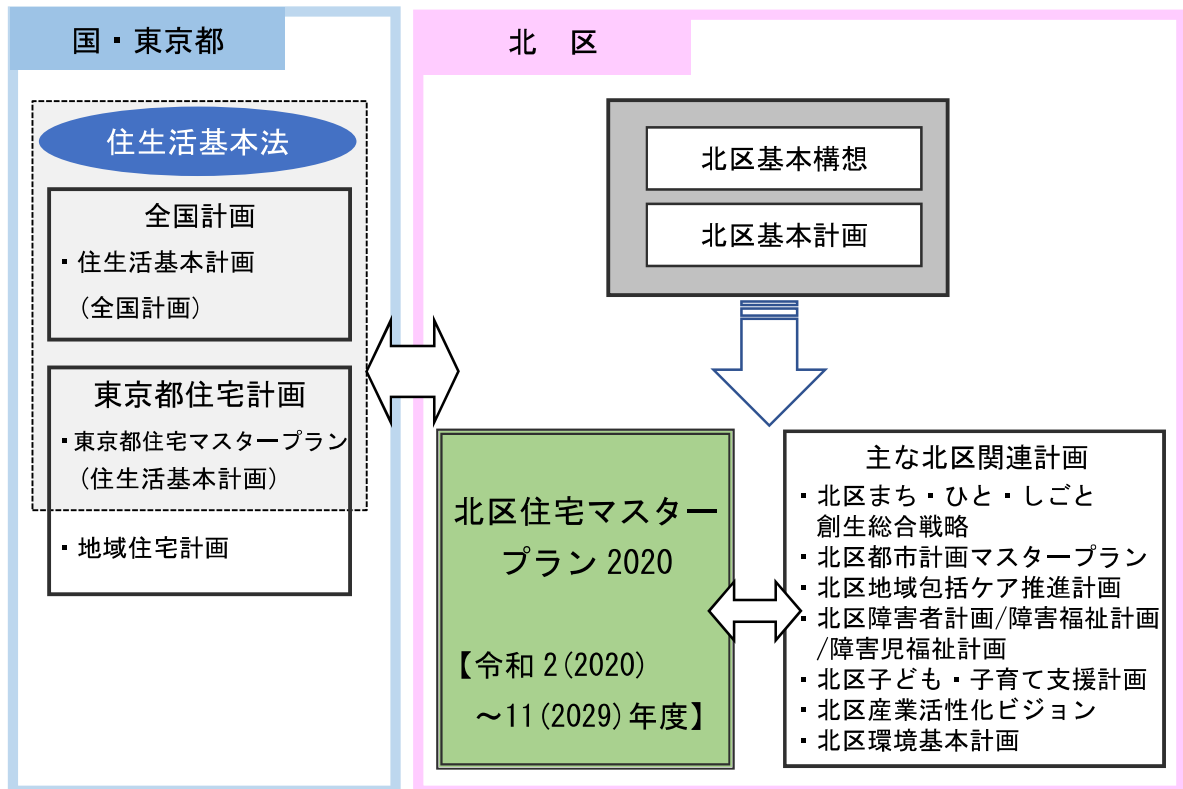 国・東京都
住生活基本法
全国計画
・住生活基本計画
（全国計画）
東京都住宅計画
・東京都住宅マスタープラン
（住生活基本計画）
・地域住宅計画
北　区
北区基本構想
北区基本計画
北区住宅マスター
プラン 2020
【令和 2(2020)
～11(2029)年度】
主な北区関連計画
・北区まち・ひと・しごと
創生総合戦略
・北区都市計画マスタープラン
・北区地域包括ケア推進計画
・北区障害者計画/障害福祉計画
/障害児福祉計画
・北区子ども・子育て支援計画
・北区産業活性化ビジョン
・北区環境基本計画